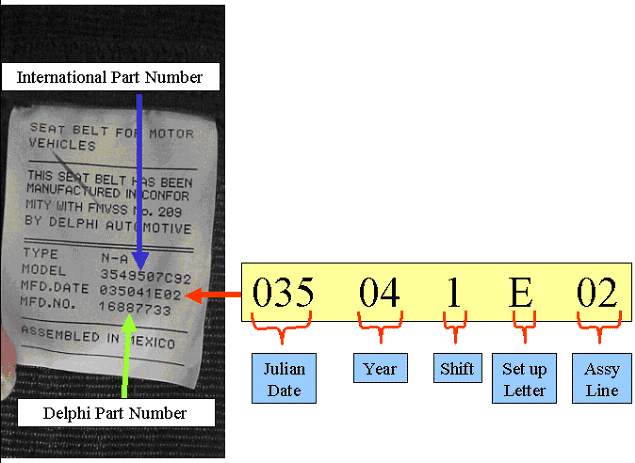 International Part Number
SEAT BELT FOR MOTOR
VEHICLES
THIS SEAT BELT HAS BEEN
MANUFACTURED IN CONFOR
MITY WITH FMVSS No. 209
BY DELPHI AUTOMOTIVE
TYPE N-A
MODEL 3549507C92
MFD.DATE 035041E02
MFD.NO. 16887733
ASSEMBLED IN MEXICO
Delphi Part Number
035 04 1 E 02
Julian
Date
Year
Shift
Set up
Letter
Assy
Line